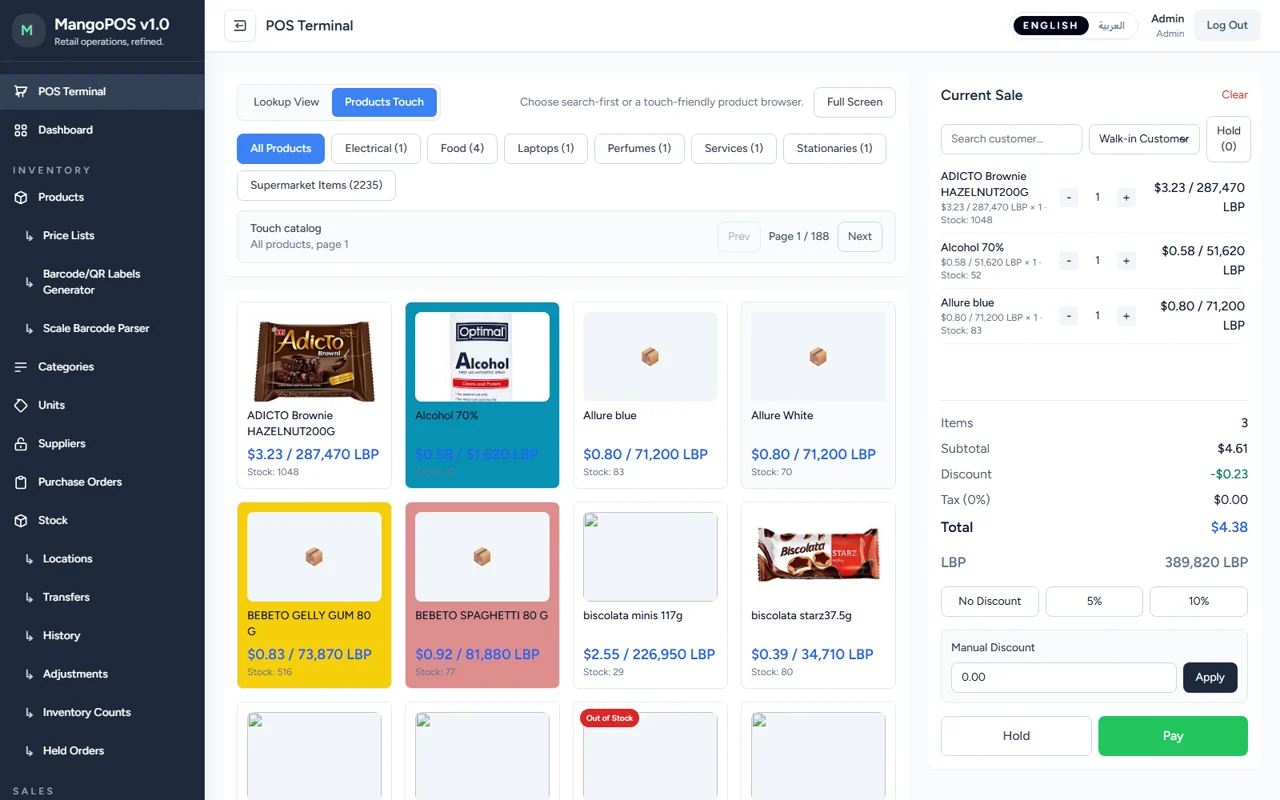 M
MangoPOS v1.0
Retail operations, refined.
POS Terminal
Dashboard
INVENTORY
Products
↳ Price Lists
↳ Barcode/QR Labels
Generator
↳ Scale Barcode Parser
Categories
Units
Suppliers
Purchase Orders
Stock
↳ Locations
↳ Transfers
↳ History
↳ Adjustments
↳ Inventory Counts
↳ Held Orders
SALES
POS Terminal
ENGLISH العربية
Admin
Admin
Log Out
Lookup View Products Touch
Choose search-first or a touch-friendly product browser.
Full Screen
All Products Electrical (1) Food (4) Laptops (1) Perfumes (1) Services (1) Stationaries (1)
Supermarket Items (2235)
Touch catalog
All products, page 1
Prev Page 1 / 188 Next
Adicto
Browni
ADICTO Brownie
HAZELNUT200G
$3.23 / 287,470 LBP
Stock: 1048
Optimal
Alcohol
Alcohol 70%
$0.58 / 51,620 LBP
Allure blue
$0.80 / 71,200 LBP
Stock: 83
Allure White
$0.80 / 71,200 LBP
Stock: 70
BEBETO GELLY GUM 80
G
$0.83 / 73,870 LBP
Stock: 516
BEBETO SPAGHETTI 80 G
$0.92 / 81,880 LBP
Stock: 77
biscolata minis 117g
$2.55 / 226,950 LBP
Stock: 29
Biscolata
STARZ
biscolata starz37.5g
$0.39 / 34,710 LBP
Stock: 80
Out of Stock
Current Sale
Clear
Search customer...
Walk-in Customer
Hold
(0)
ADICTO Brownie
HAZELNUT200G
$3.23 / 287,470 LBP × 1 ·
Stock: 1048
- 1 +
$3.23 / 287,470
LBP
Alcohol 70%
$0.58 / 51,620 LBP × 1 ·
Stock: 52
- 1 +
$0.58 / 51,620
LBP
Allure blue
$0.80 / 71,200 LBP × 1 ·
Stock: 83
- 1 +
$0.80 / 71,200
LBP
Items 3
Subtotal $4.61
Discount -$0.23
Tax (0%) $0.00
Total $4.38
LBP 389,820 LBP
No Discount 5% 10%
Manual Discount
0.00 Apply
Hold Pay